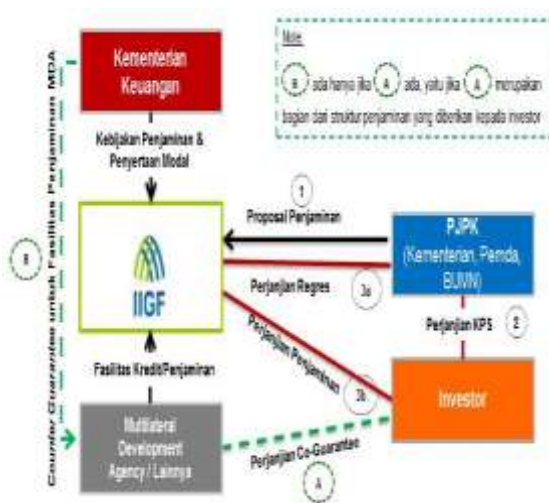 Kementerian
Keuangan
Note:
B ada hanya jika A ada, yaitu jika A merupakan
bagian dari struktur penjaminan yang diberikan kepada investor
Counter Guarantee untuk Fasilitas Penjaminan MDA
B
Kebijakan Penjaminan &
Penyertaan Modal
1
Proposal Penjaminan
PJPK
(Kementerian, Pemda,
BUMN)
IIGF
Perjanjian Regres
3a
Perjanjian KPS
2
Perjanjian Penjaminan
3b
Fasilitas Kredit/Penjaminan
Investor
Multilateral
Development
Agency / Lainnya
Perjanjian Co-Guarantee
A